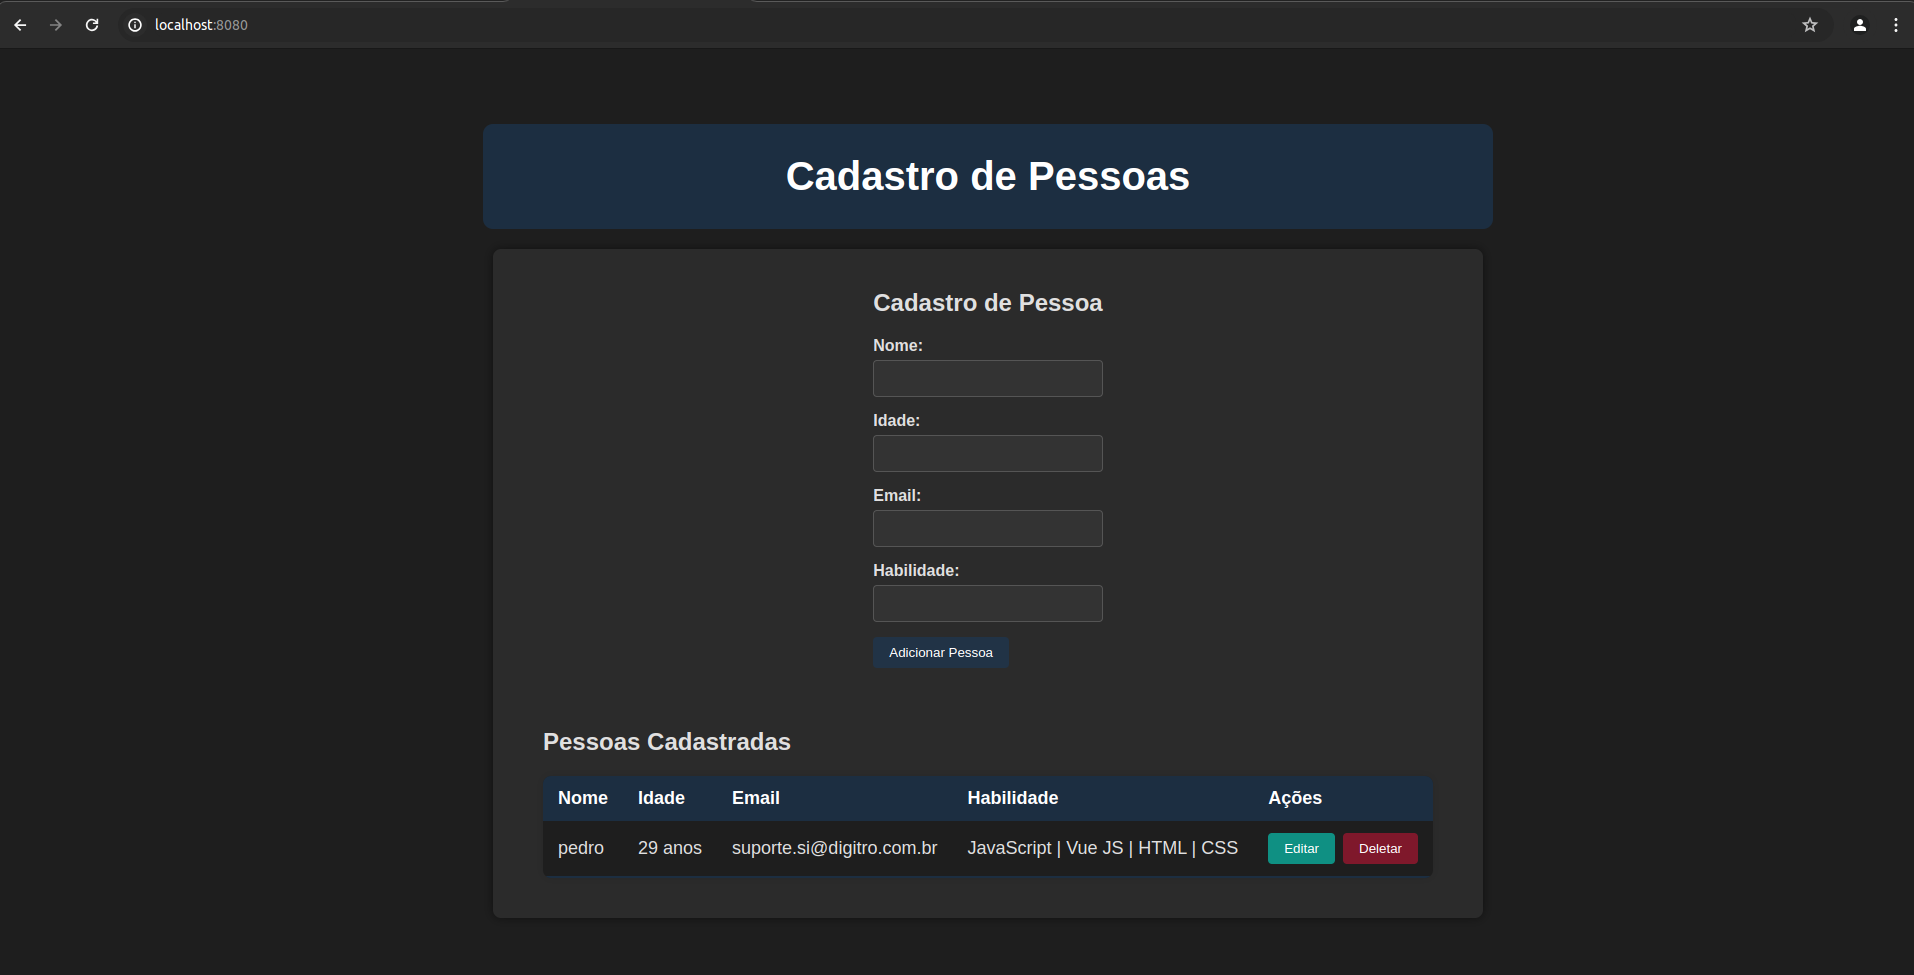 localhost:8080
Cadastro de Pessoas
Cadastro de Pessoa
Nome:
Idade:
Email:
Habilidade:
Adicionar Pessoa
Pessoas Cadastradas
Nome Idade Email Habilidade Ações
pedro 29 anos suporte.si@digitro.com.br JavaScript | Vue JS | HTML | CSS Editar Deletar